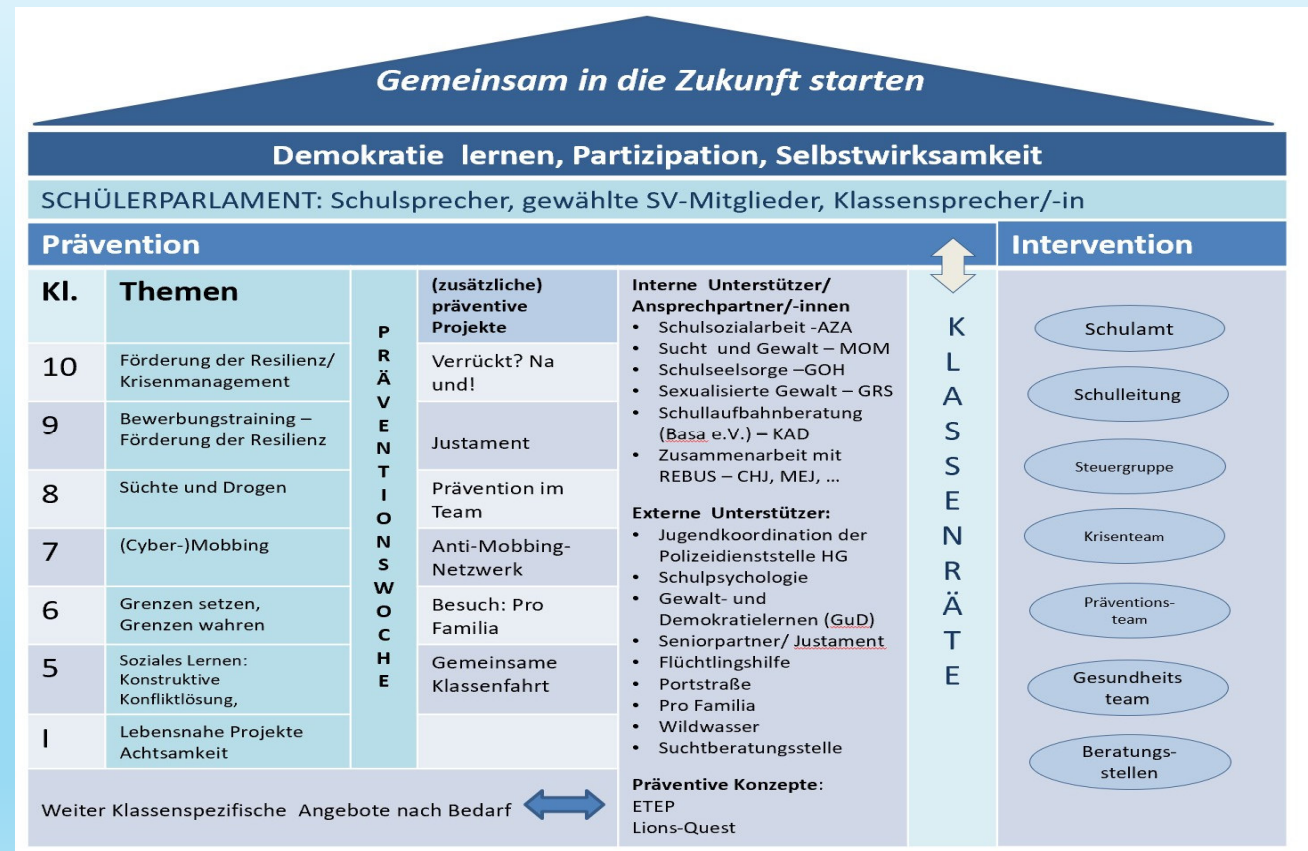 Gemeinsam in die Zukunft starten
Demokratie lernen, Partizipation, Selbstwirksamkeit
SCHÜLERPARLAMENT: Schulsprecher, gewählte SV-Mitglieder, Klassensprecher/-in
Prävention
Intervention
Kl.
Themen
10
Förderung der Resilienz/
Krisenmanagement
9
Bewerbungstraining –
Förderung der Resilienz
8
Süchte und Drogen
7
(Cyber-)Mobbing
6
Grenzen setzen,
Grenzen wahren
5
Soziales Lernen:
Konstruktive
Konfliktlösung,
I
Lebensnahe Projekte
Achtsamkeit
Weiter Klassenspezifische Angebote nach Bedarf
P
R
Ä
V
E
N
T
I
O
N
S
W
O
C
H
E
(zusätzliche)
präventive
Projekte
Verrückt? Na
und!
Justament
Prävention im
Team
Anti-Mobbing-
Netzwerk
Besuch: Pro
Familia
Gemeinsame
Klassenfahrt
Interne Unterstützer/
Ansprechpartner/-innen
• Schulsozialarbeit -AZA
• Sucht und Gewalt – MOM
• Schulseelsorge –GOH
• Sexualisierte Gewalt – GRS
• Schullaufbahnberatung
(Basa e.V.) – KAD
• Zusammenarbeit mit
REBUS – CHJ, MEJ, ...
Externe Unterstützer:
• Jugendkoordination der
Polizeidienststelle HG
• Schulpsychologie
• Gewalt- und
Demokratielernen (GuD)
• Seniorpartner/ Justament
• Flüchtlingshilfe
• Portstraße
• Pro Familia
• Wildwasser
• Suchtberatungsstelle
Präventive Konzepte:
ETEP
Lions-Quest
K
L
A
S
S
E
N
R
Ä
T
E
Schulamt
Schulleitung
Steuergruppe
Krisenteam
Präventions-
team
Gesundheits
team
Beratungs-
stellen